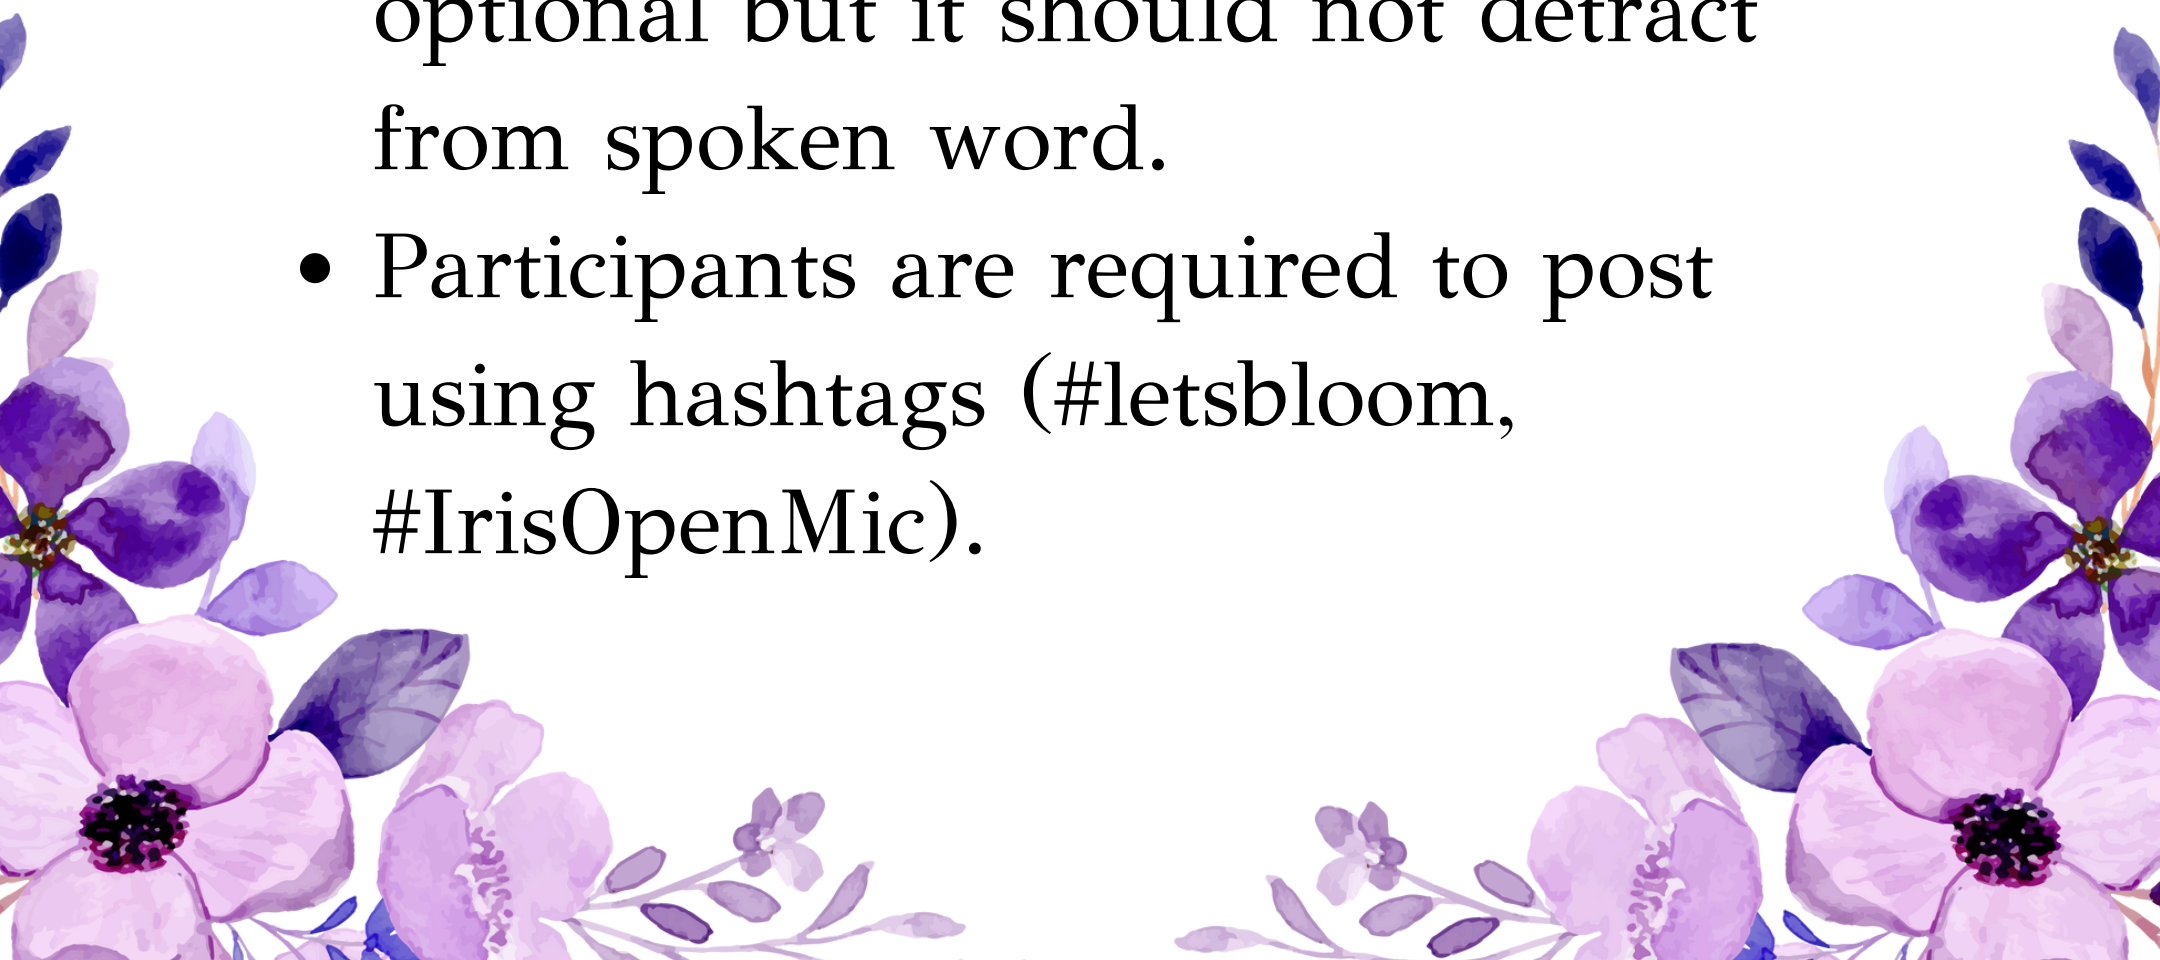 optional but it should not detract
from spoken word.
• Participants are required to post
using hashtags (#letsbloom,
#IrisOpenMic).